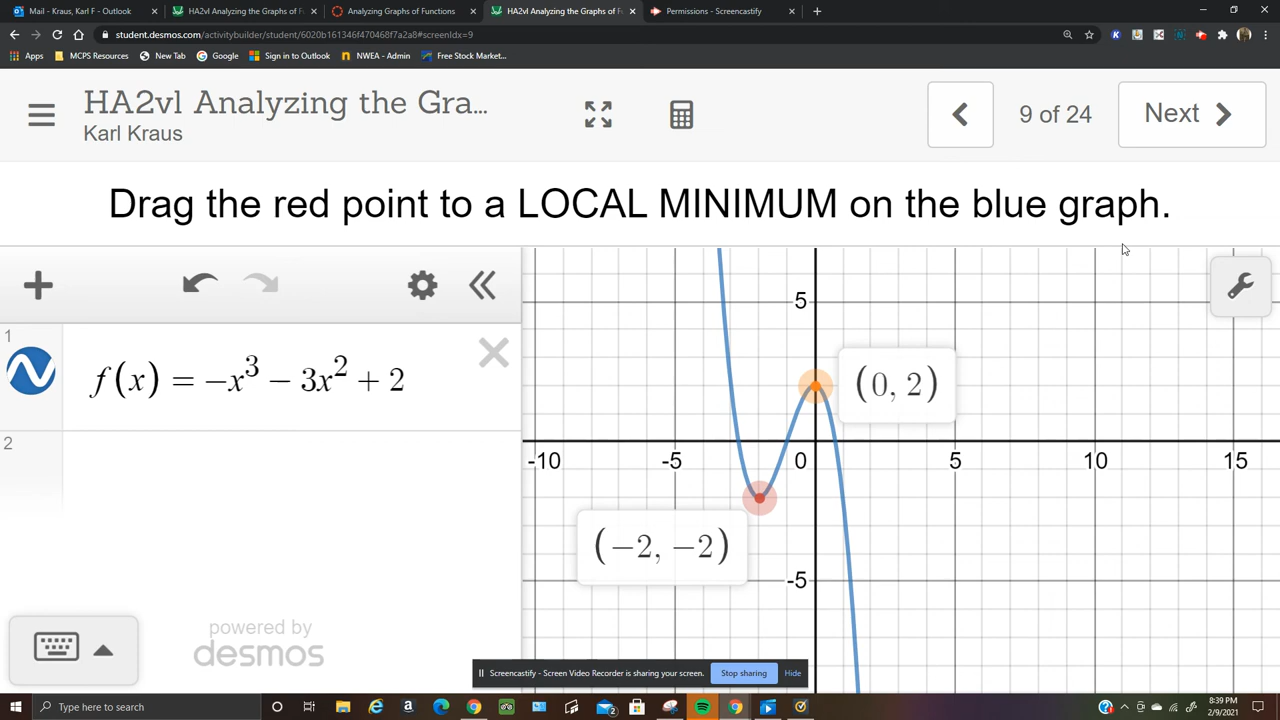 Mail - Kraus, Karl F - Outlook
HA2vl Analyzing the Graphs of F
Analyzing Graphs of Functions
HA2vl Analyzing the Graphs of F
Permissions - Screencastify
student.desmos.com/activitybuilder/student/6020b161346f470468f7a2a8#screenIdx=9
Apps
MCPS Resources
New Tab
Google
Sign in to Outlook
NWEA - Admin
Free Stock Market...
HA2vl Analyzing the Gra...
Karl Kraus
9 of 24
Next
Drag the red point to a LOCAL MINIMUM on the blue graph.
1
f(x) = −x³ − 3x² + 2
2
5
(0, 2)
-10
-5
0
5
10
15
(−2, −2)
-5
powered by
desmos
Screencastify - Screen Video Recorder is sharing your screen.
Stop sharing
Hide
Type here to search
2
8:39 PM
2/9/2021